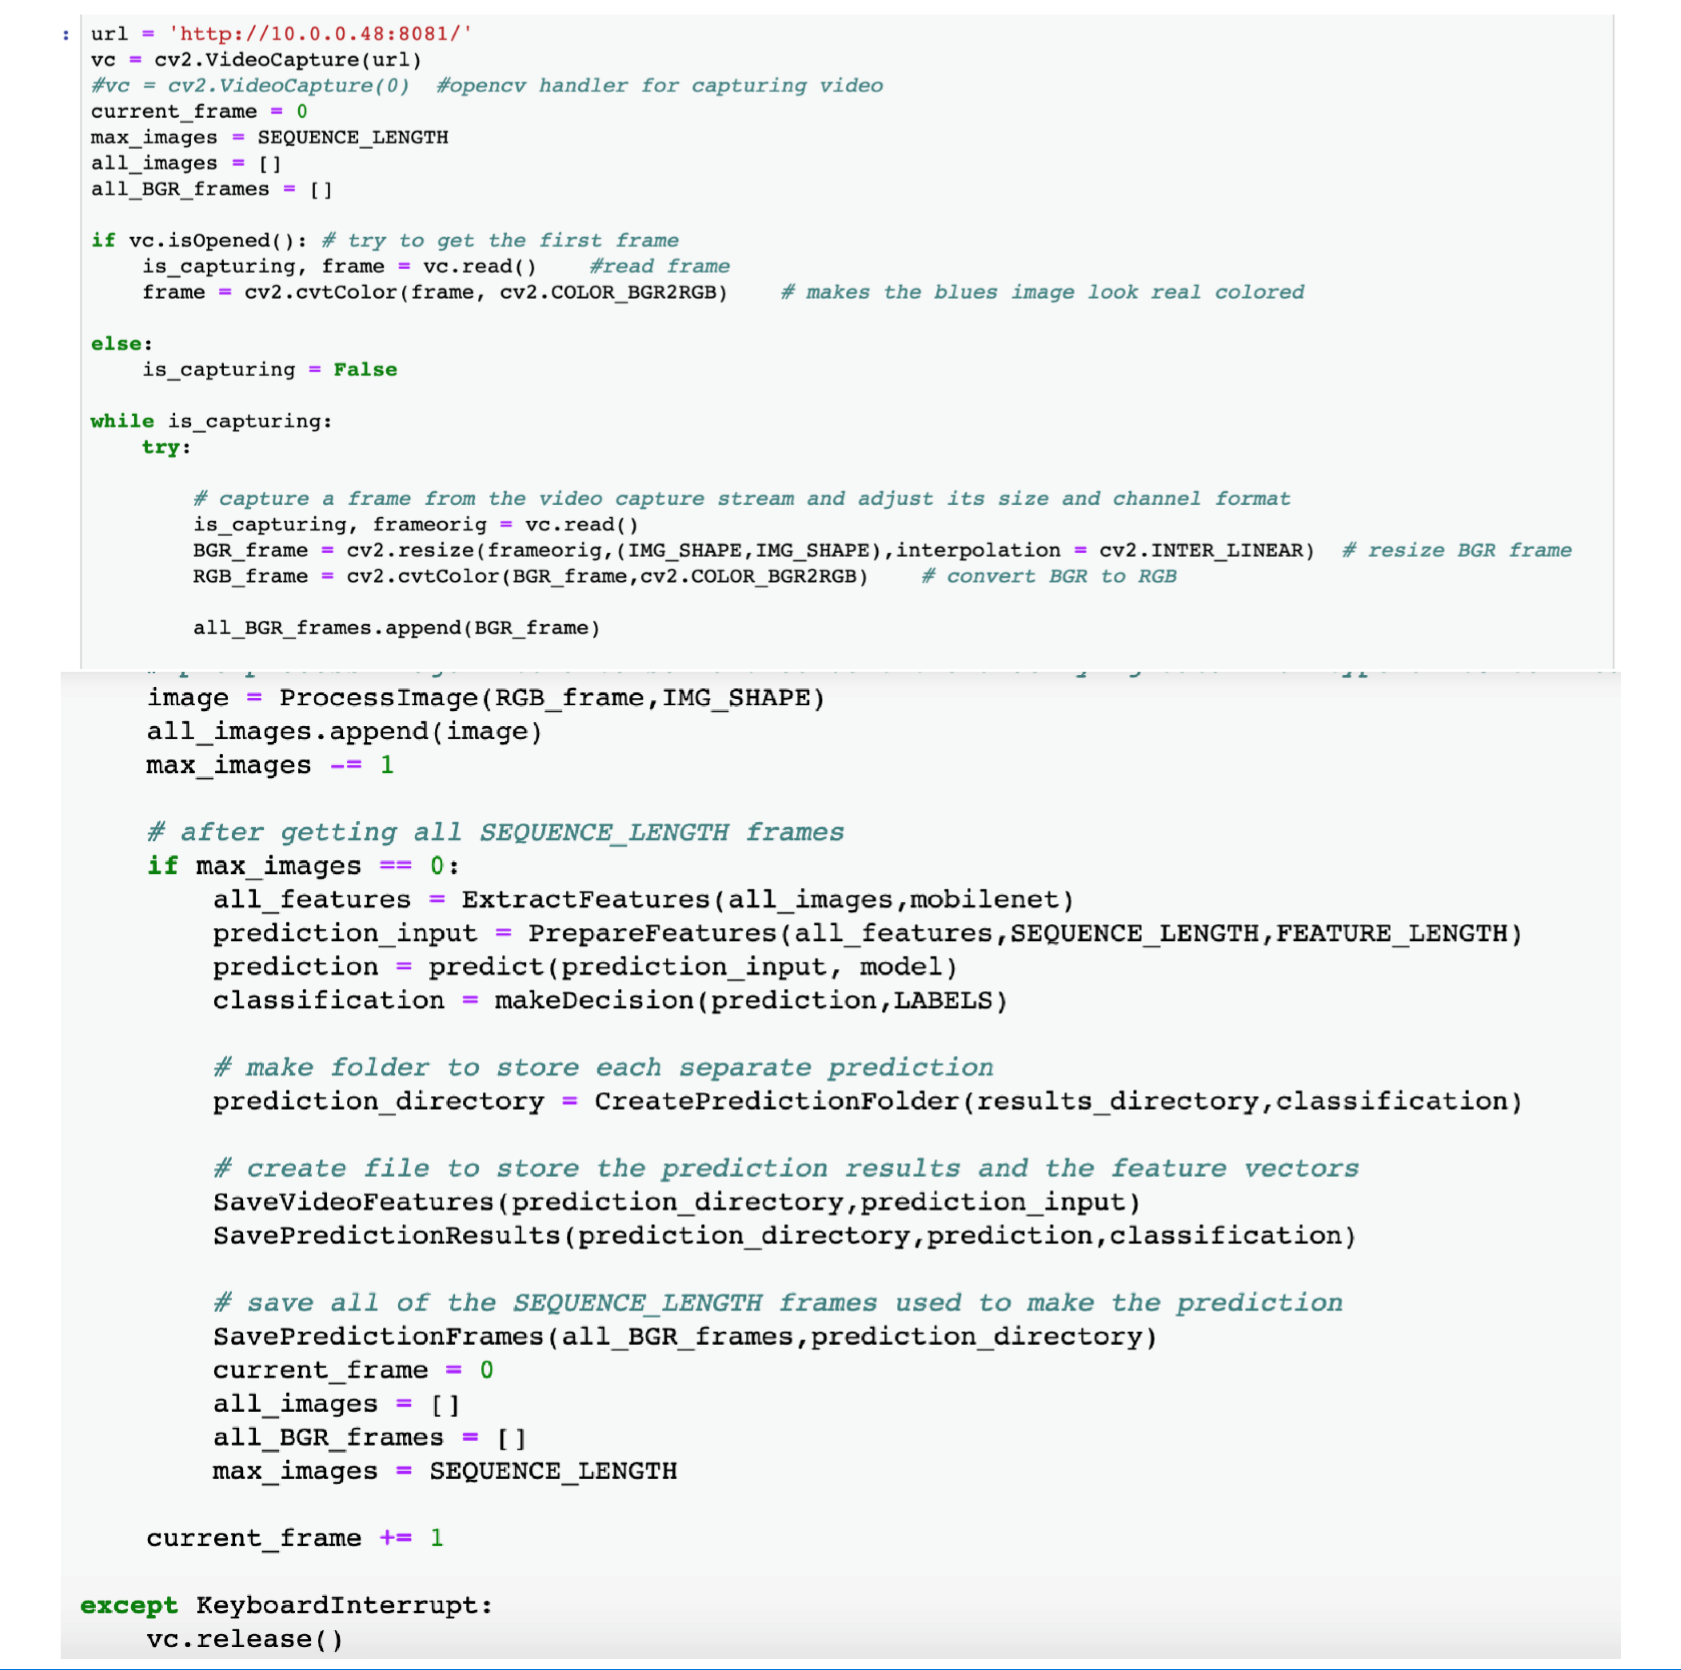 :
url = 'http://10.0.0.48:8081/'
vc = cv2.VideoCapture(url)
#vc = cv2.VideoCapture(0)  #opencv handler for capturing video
current_frame = 0
max_images = SEQUENCE_LENGTH
all_images = []
all_BGR_frames = []

if vc.isOpened(): # try to get the first frame
    is_capturing, frame = vc.read()    #read frame
    frame = cv2.cvtColor(frame, cv2.COLOR_BGR2RGB)    # makes the blues image look real colored

else:
    is_capturing = False

while is_capturing:
    try:

        # capture a frame from the video capture stream and adjust its size and channel format
        is_capturing, frameorig = vc.read()
        BGR_frame = cv2.resize(frameorig,(IMG_SHAPE,IMG_SHAPE),interpolation = cv2.INTER_LINEAR)  # resize BGR frame
        RGB_frame = cv2.cvtColor(BGR_frame,cv2.COLOR_BGR2RGB)    # convert BGR to RGB

        all_BGR_frames.append(BGR_frame)

        image = ProcessImage(RGB_frame,IMG_SHAPE)
        all_images.append(image)
        max_images -= 1

        # after getting all SEQUENCE_LENGTH frames
        if max_images == 0:
            all_features = ExtractFeatures(all_images,mobilenet)
            prediction_input = PrepareFeatures(all_features,SEQUENCE_LENGTH,FEATURE_LENGTH)
            prediction = predict(prediction_input, model)
            classification = makeDecision(prediction,LABELS)

            # make folder to store each separate prediction
            prediction_directory = CreatePredictionFolder(results_directory,classification)

            # create file to store the prediction results and the feature vectors
            SaveVideoFeatures(prediction_directory,prediction_input)
            SavePredictionResults(prediction_directory,prediction,classification)

            # save all of the SEQUENCE_LENGTH frames used to make the prediction
            SavePredictionFrames(all_BGR_frames,prediction_directory)
            current_frame = 0
            all_images = []
            all_BGR_frames = []
            max_images = SEQUENCE_LENGTH

        current_frame += 1

    except KeyboardInterrupt:
        vc.release()